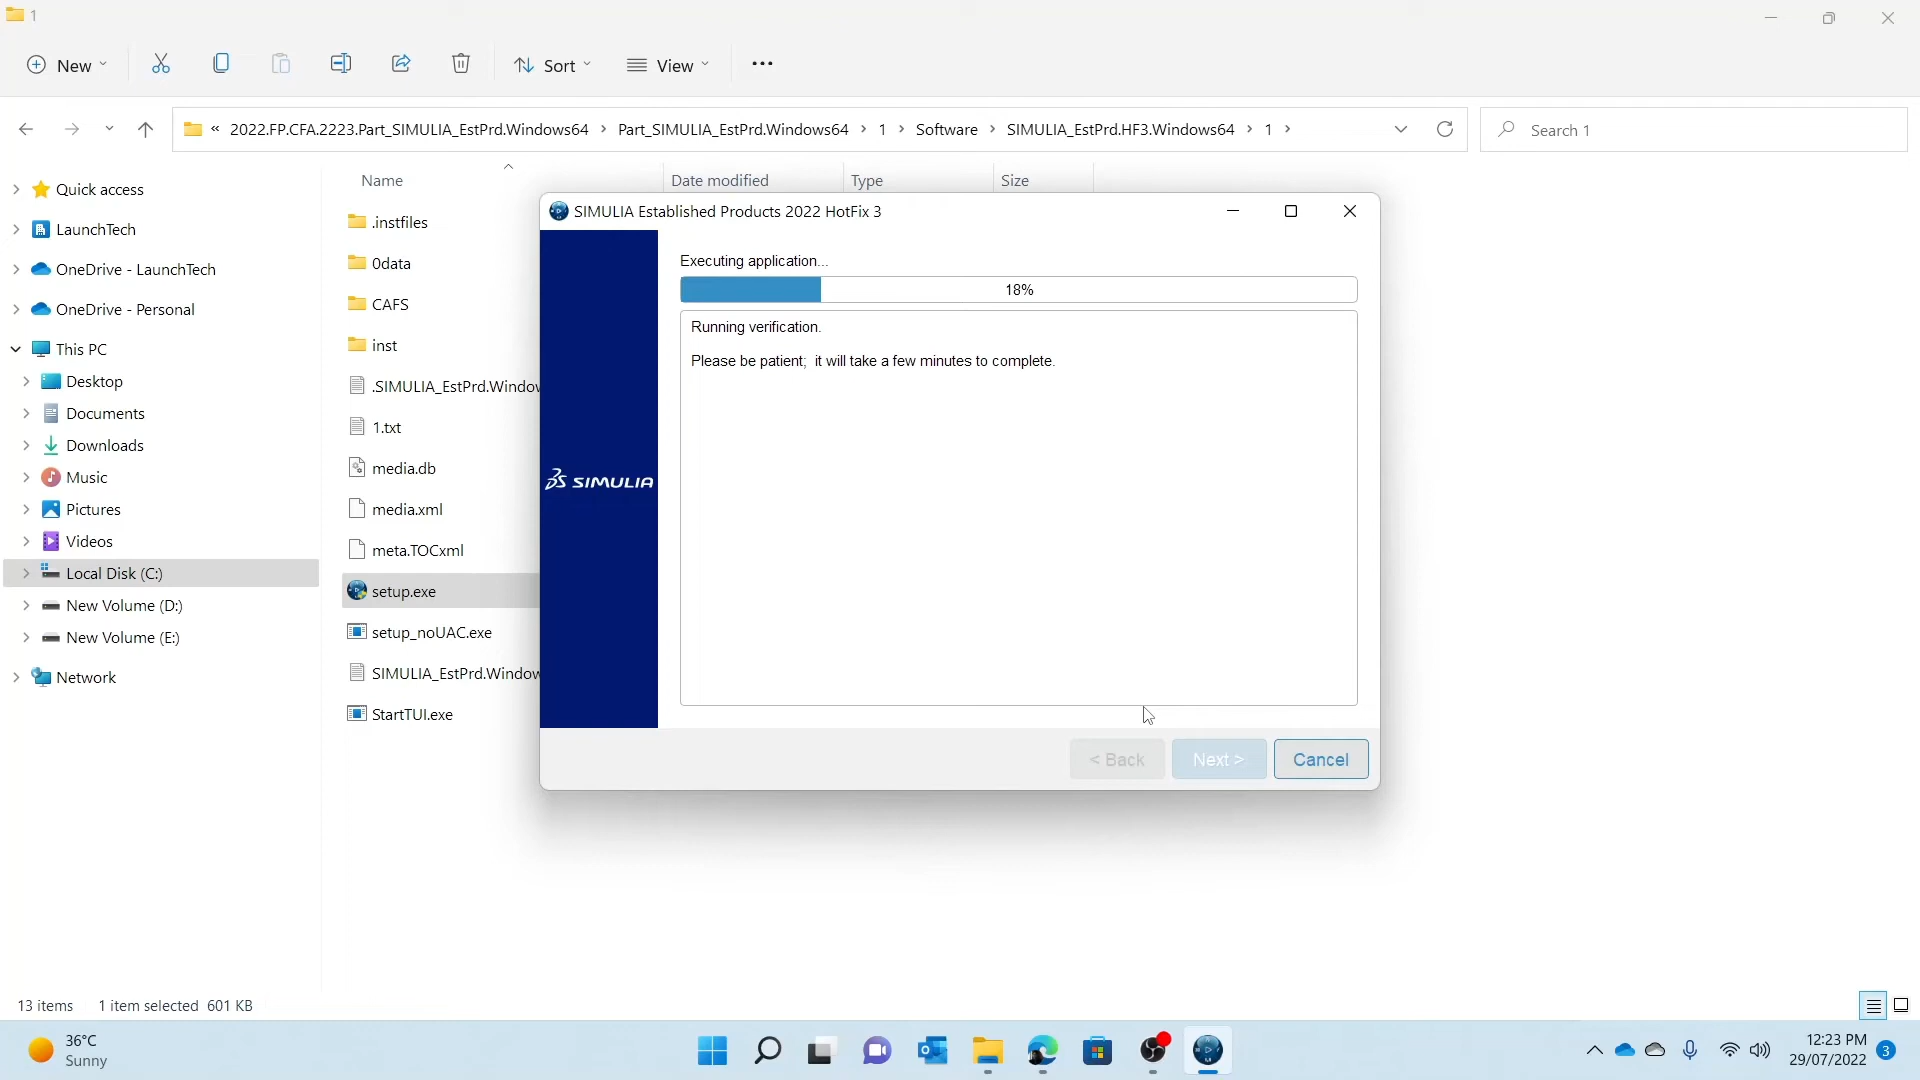 1
New
Sort
View
« 2022.FP.CFA.2223.Part_SIMULIA_EstPrd.Windows64 > Part_SIMULIA_EstPrd.Windows64 > 1 > Software > SIMULIA_EstPrd.HF3.Windows64 > 1 >
Search 1
Name
Date modified
Type
Size
Quick access
LaunchTech
OneDrive - LaunchTech
OneDrive - Personal
This PC
Desktop
Documents
Downloads
Music
Pictures
Videos
Local Disk (C:)
New Volume (D:)
New Volume (E:)
Network
.instfiles
0data
CAFS
inst
.SIMULIA_EstPrd.Window
1.txt
media.db
media.xml
meta.TOCxml
setup.exe
setup_noUAC.exe
SIMULIA_EstPrd.Window
StartTUI.exe
SIMULIA Established Products 2022 HotFix 3
Executing application...
18%
Running verification.
Please be patient;  it will take a few minutes to complete.
SIMULIA
< Back
Next >
Cancel
13 items
1 item selected 601 KB
36°C
Sunny
12:23 PM
29/07/2022
3